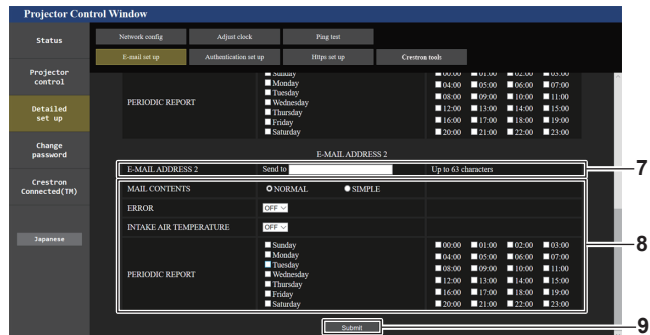 Projector Control Window
Status
Projector
control
Detailed
set up
Change
password
Crestron
Connected(TM)
Japanese
Network config Adjust clock Ping test
E-mail set up Authentication set up Https set up Crestron tools
Sunday 00:00 01:00 02:00 03:00
Monday 04:00 05:00 06:00 07:00
Tuesday 08:00 09:00 10:00 11:00
PERIODIC REPORT Wednesday 12:00 13:00 14:00 15:00
Thursday 16:00 17:00 18:00 19:00
Friday 20:00 21:00 22:00 23:00
Saturday
E-MAIL ADDRESS 2
E-MAIL ADDRESS 2 Send to Up to 63 characters 7
MAIL CONTENTS NORMAL SIMPLE
ERROR OFF
INTAKE AIR TEMPERATURE OFF
8
Sunday 00:00 01:00 02:00 03:00
Monday 04:00 05:00 06:00 07:00
Tuesday 08:00 09:00 10:00 11:00
PERIODIC REPORT Wednesday 12:00 13:00 14:00 15:00
Thursday 16:00 17:00 18:00 19:00
Friday 20:00 21:00 22:00 23:00
Saturday
Submit 9